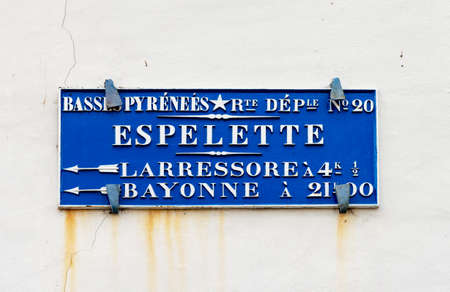 BASSES PYRÉNÉES ★ RTE DÉPLE NO 20
ESPELETTE
LARRESSORE À 4K 1/2
BAYONNE À 21K00